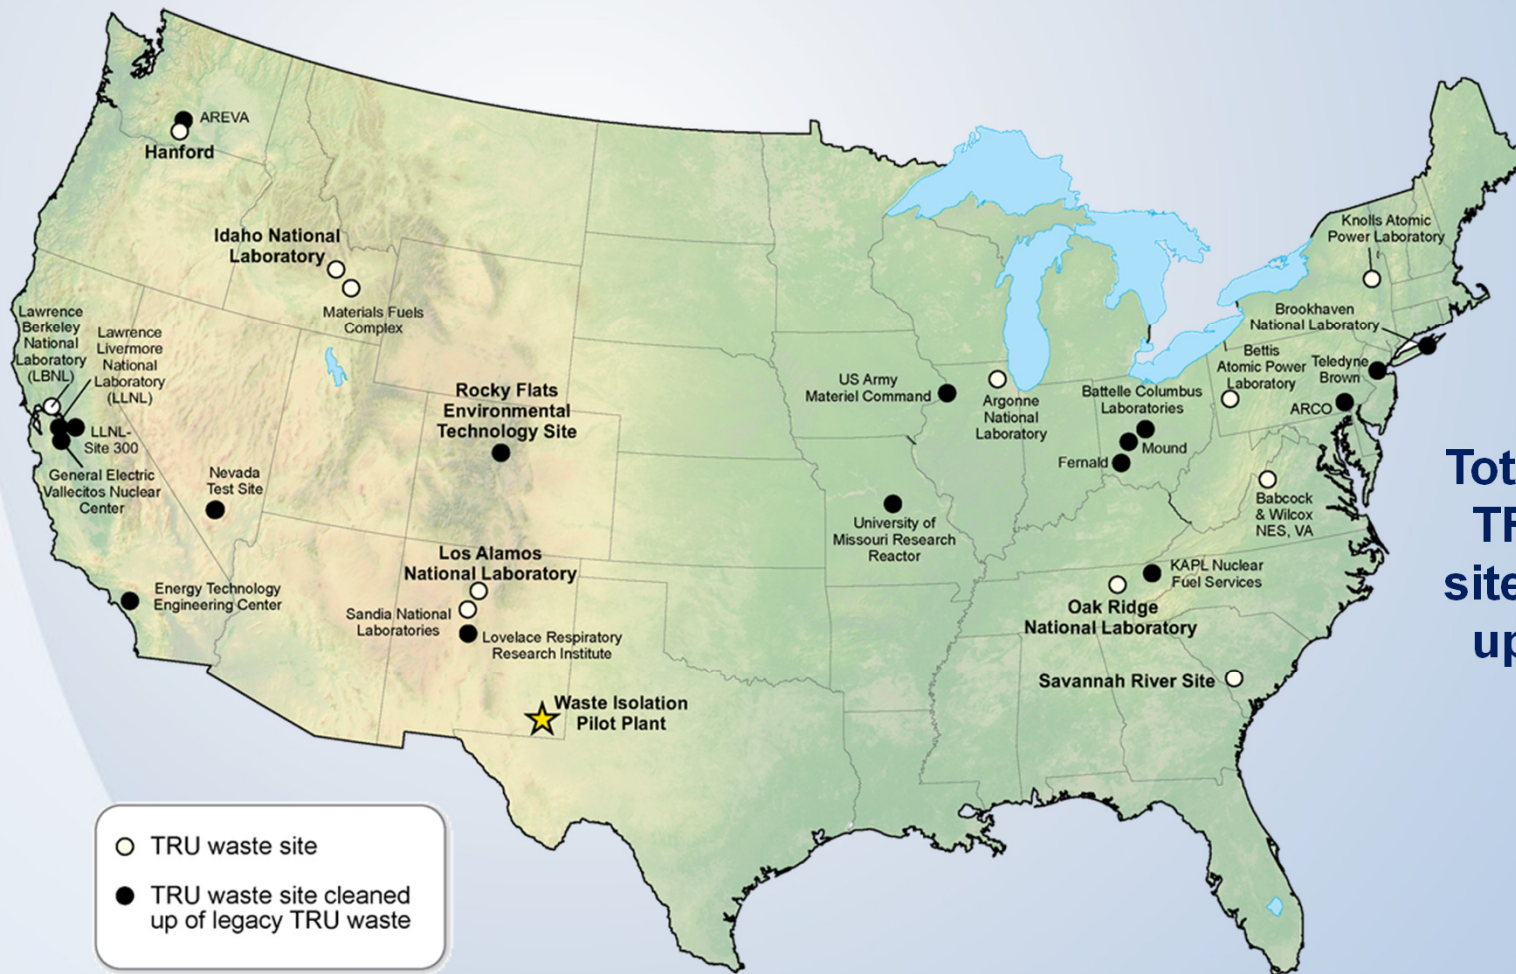 AREVA
Hanford
Idaho National
Laboratory
Materials Fuels
Complex
Lawrence
Berkeley
National
Laboratory
(LBNL)
Lawrence
Livermore
National
Laboratory
(LLNL)
LLNL-
Site 300
General Electric
Vallecitos Nuclear
Center
Nevada
Test Site
Energy Technology
Engineering Center
Rocky Flats
Environmental
Technology Site
Los Alamos
National Laboratory
Sandia National
Laboratories
Lovelace Respiratory
Research Institute
Waste Isolation
Pilot Plant
US Army
Materiel Command
Argonne
National
Laboratory
University of
Missouri Research
Reactor
Battelle Columbus
Laboratories
Mound
Fernald
Knolls Atomic
Power Laboratory
Brookhaven
National Laboratory
Bettis
Atomic Power
Laboratory
Teledyne
Brown
ARCO
Babcock
& Wilcox
NES, VA
KAPL Nuclear
Fuel Services
Oak Ridge
National Laboratory
Savannah River Site
TRU waste site
TRU waste site cleaned
up of legacy TRU waste
site
up